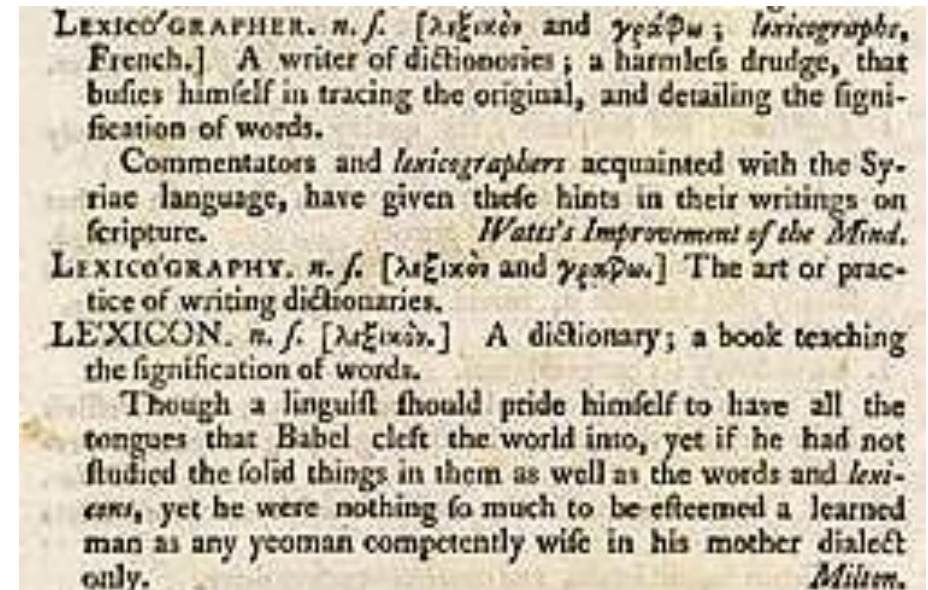 LEXICO'GRAPHER. n. ſ. [λεξικὸν and γράφω; lexicographe,
French.] A writer of dictionories; a harmleſs drudge, that
buſies himſelf in tracing the original, and detailing the ſigni-
fication of words.
Commentators and lexicographers acquainted with the Sy-
riac language, have given theſe hints in their writings on
ſcripture. Watts's Improvement of the Mind.
LEXICO'GRAPHY. n. ſ. [λεξικὸν and γράφω.] The art or prac-
tice of writing dictionaries.
LE'XICON. n. ſ. [λεξικὸν.] A dictionary; a book teaching
the ſignification of words.
Though a linguiſt ſhould pride himſelf to have all the
tongues that Babel cleft the world into, yet if he had not
ſtudied the ſolid things in them as well as the words and lexi-
cons, yet he were nothing ſo much to be eſteemed a learned
man as any yeoman competently wiſe in his mother dialect
only. Milton.